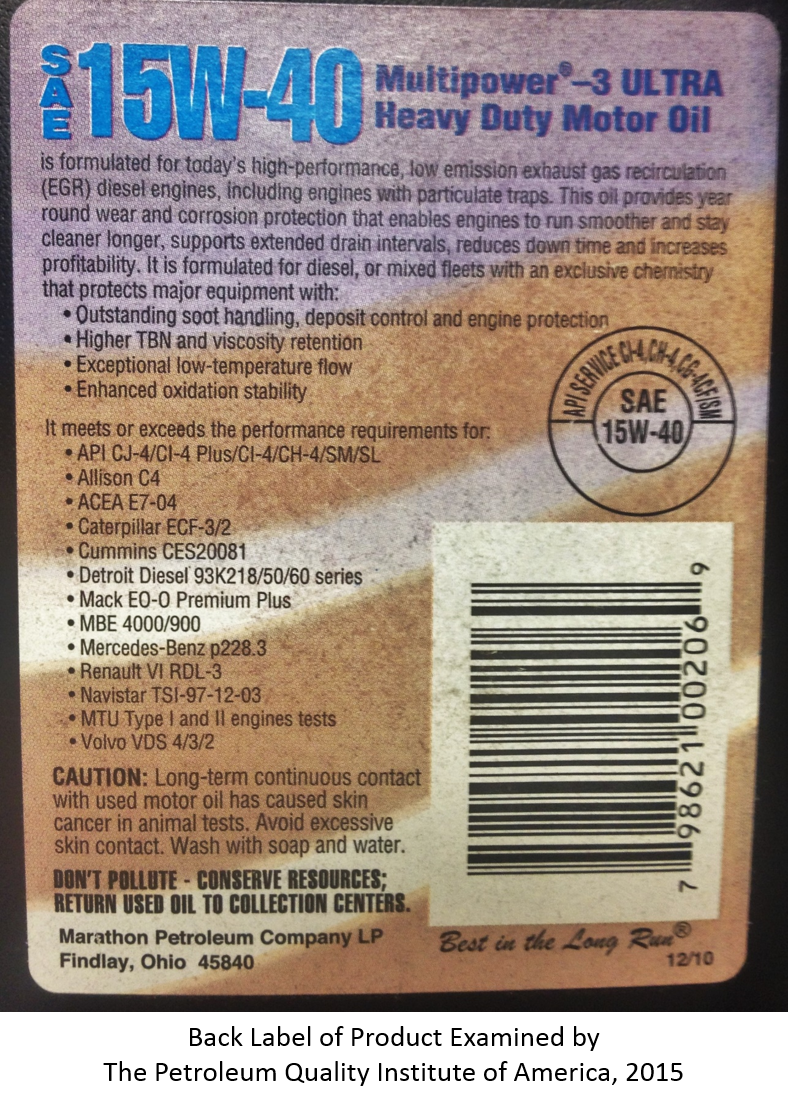 SAE 15W-40 Multipower®-3 ULTRA
Heavy Duty Motor Oil
is formulated for today's high-performance, low emission exhaust gas recirculation
(EGR) diesel engines, including engines with particulate traps. This oil provides year
round wear and corrosion protection that enables engines to run smoother and stay
cleaner longer, supports extended drain intervals, reduces down time and increases
profitability. It is formulated for diesel, or mixed fleets with an exclusive chemistry
that protects major equipment with:
• Outstanding soot handling, deposit control and engine protection
• Higher TBN and viscosity retention
• Exceptional low-temperature flow
• Enhanced oxidation stability
API SERVICE CI-4,CH-4,CG-4CF/SM
SAE
15W-40
It meets or exceeds the performance requirements for:
• API CJ-4/CI-4 Plus/CI-4/CH-4/SM/SL
• Allison C4
• ACEA E7-04
• Caterpillar ECF-3/2
• Cummins CES20081
• Detroit Diesel 93K218/50/60 series
• Mack EO-O Premium Plus
• MBE 4000/900
• Mercedes-Benz p228.3
• Renault VI RDL-3
• Navistar TSI-97-12-03
• MTU Type I and II engines tests
• Volvo VDS 4/3/2
7 98621 00206 9
CAUTION: Long-term continuous contact
with used motor oil has caused skin
cancer in animal tests. Avoid excessive
skin contact. Wash with soap and water.
DON'T POLLUTE - CONSERVE RESOURCES;
RETURN USED OIL TO COLLECTION CENTERS.
Marathon Petroleum Company LP
Findlay, Ohio 45840
Best in the Long Run®
12/10
Back Label of Product Examined by
The Petroleum Quality Institute of America, 2015